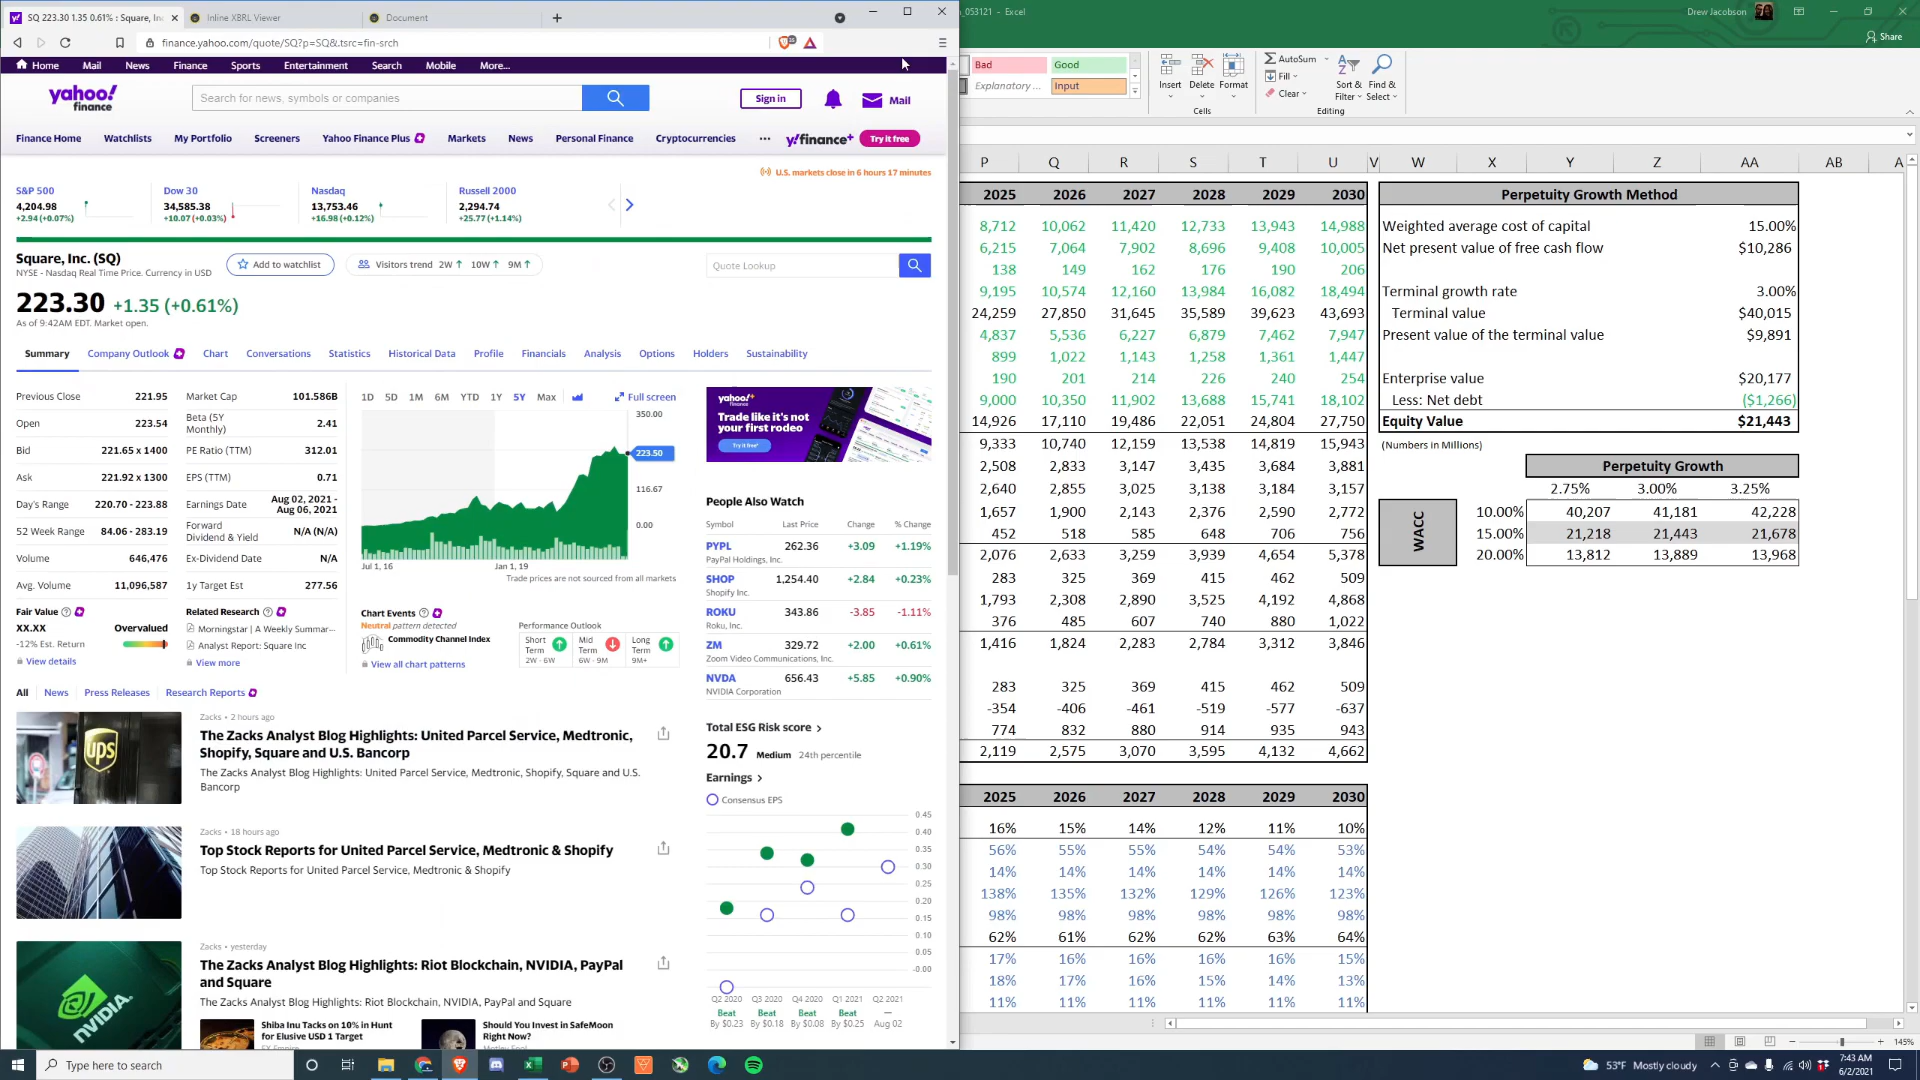 SQ 223.30 1.35 0.61% : Square, In
Inline XBRL Viewer
Document
_053121 - Excel
Drew Jacobson
finance.yahoo.com/quote/SQ?p=SQ&.tsrc=fin-srch
Share
Home Mail News Finance Sports Entertainment Search Mobile More...
Bad Good
Explanatory ... Input
Insert Delete Format
Cells
AutoSum
Fill
Clear
Sort & Filter
Find & Select
Editing
yahoo!
finance
Search for news, symbols or companies
Sign in
Mail
Finance Home Watchlists My Portfolio Screeners Yahoo Finance Plus Markets News Personal Finance Cryptocurrencies ... y!finance+ Try it free
U.S. markets close in 6 hours 17 minutes
S&P 500 Dow 30 Nasdaq Russell 2000
4,204.98 34,585.38 13,753.46 2,294.74
+2.94 (+0.07%) +10.07 (+0.03%) +16.98 (+0.12%) +25.77 (+1.14%)
Square, Inc. (SQ)
NYSE - Nasdaq Real Time Price. Currency in USD
Add to watchlist
Visitors trend 2W ↑ 10W ↑ 9M ↑
Quote Lookup
223.30 +1.35 (+0.61%)
As of 9:42AM EDT. Market open.
Summary Company Outlook Chart Conversations Statistics Historical Data Profile Financials Analysis Options Holders Sustainability
Previous Close 221.95
Open 223.54
Bid 221.65 x 1400
Ask 221.92 x 1300
Day's Range 220.70 - 223.88
52 Week Range 84.06 - 283.19
Volume 646,476
Avg. Volume 11,096,587
Market Cap 101.586B
Beta (5Y Monthly) 2.41
PE Ratio (TTM) 312.01
EPS (TTM) 0.71
Earnings Date Aug 02, 2021 - Aug 06, 2021
Forward Dividend & Yield N/A (N/A)
Ex-Dividend Date N/A
1y Target Est 277.56
Fair Value
XX.XX Overvalued
-12% Est. Return
View details
Related Research
Morningstar | A Weekly Summar...
Analyst Report: Square Inc
View more
1D 5D 1M 6M YTD 1Y 5Y Max Full screen
350.00
223.50
116.67
0.00
Jul 1, 16 Jan 1, 19
Trade prices are not sourced from all markets
Chart Events
Neutral pattern detected
Commodity Channel Index
View all chart patterns
Performance Outlook
Short Term 2W - 6W
Mid Term 6W - 9M
Long Term 9M+
yahoo! finance
Trade like it's not
your first rodeo
Try it free
People Also Watch
Symbol Last Price Change % Change
PYPL 262.36 +3.09 +1.19%
PayPal Holdings, Inc.
SHOP 1,254.40 +2.84 +0.23%
Shopify Inc.
ROKU 343.86 -3.85 -1.11%
Roku, Inc.
ZM 329.72 +2.00 +0.61%
Zoom Video Communications, Inc.
NVDA 656.43 +5.85 +0.90%
NVIDIA Corporation
All News Press Releases Research Reports
Zacks • 2 hours ago
The Zacks Analyst Blog Highlights: United Parcel Service, Medtronic,
Shopify, Square and U.S. Bancorp
The Zacks Analyst Blog Highlights: United Parcel Service, Medtronic, Shopify, Square and U.S.
Bancorp
ups
Zacks • 18 hours ago
Top Stock Reports for United Parcel Service, Medtronic & Shopify
Top Stock Reports for United Parcel Service, Medtronic & Shopify
Zacks • yesterday
The Zacks Analyst Blog Highlights: Riot Blockchain, NVIDIA, PayPal
and Square
The Zacks Analyst Blog Highlights: Riot Blockchain, NVIDIA, PayPal and Square
NVIDIA.
Shiba Inu Tacks on 10% in Hunt
for Elusive USD 1 Target
FX Empire
Should You Invest in SafeMoon
Right Now?
Motley Fool
Total ESG Risk score
20.7 Medium 24th percentile
Earnings
Consensus EPS
0.45
0.40
0.35
0.30
0.25
0.20
0.15
0.10
0.05
-0.00
Q2 2020 Q3 2020 Q4 2020 Q1 2021 Q2 2021
Beat Beat Beat Beat —
By $0.23 By $0.18 By $0.08 By $0.25 Aug 02
P Q R S T U V W X Y Z AA AB A
2025 2026 2027 2028 2029 2030
8,712 10,062 11,420 12,733 13,943 14,988
6,215 7,064 7,902 8,696 9,408 10,005
138 149 162 176 190 206
9,195 10,574 12,160 13,984 16,082 18,494
24,259 27,850 31,645 35,589 39,623 43,693
4,837 5,536 6,227 6,879 7,462 7,947
899 1,022 1,143 1,258 1,361 1,447
190 201 214 226 240 254
9,000 10,350 11,902 13,688 15,741 18,102
14,926 17,110 19,486 22,051 24,804 27,750
9,333 10,740 12,159 13,538 14,819 15,943
2,508 2,833 3,147 3,435 3,684 3,881
2,640 2,855 3,025 3,138 3,184 3,157
1,657 1,900 2,143 2,376 2,590 2,772
452 518 585 648 706 756
2,076 2,633 3,259 3,939 4,654 5,378
283 325 369 415 462 509
1,793 2,308 2,890 3,525 4,192 4,868
376 485 607 740 880 1,022
1,416 1,824 2,283 2,784 3,312 3,846
283 325 369 415 462 509
-354 -406 -461 -519 -577 -637
774 832 880 914 935 943
2,119 2,575 3,070 3,595 4,132 4,662
2025 2026 2027 2028 2029 2030
16% 15% 14% 12% 11% 10%
56% 55% 55% 54% 54% 53%
14% 14% 14% 14% 14% 14%
138% 135% 132% 129% 126% 123%
98% 98% 98% 98% 98% 98%
62% 61% 62% 62% 63% 64%
17% 16% 16% 16% 16% 15%
18% 17% 16% 15% 14% 13%
11% 11% 11% 11% 11% 11%
Perpetuity Growth Method
Weighted average cost of capital 15.00%
Net present value of free cash flow $10,286
Terminal growth rate 3.00%
Terminal value $40,015
Present value of the terminal value $9,891
Enterprise value $20,177
Less: Net debt ($1,266)
Equity Value $21,443
(Numbers in Millions)
Perpetuity Growth
2.75% 3.00% 3.25%
WACC
10.00% 40,207 41,181 42,228
15.00% 21,218 21,443 21,678
20.00% 13,812 13,889 13,968
145%
Type here to search
53°F Mostly cloudy
7:43 AM
6/2/2021